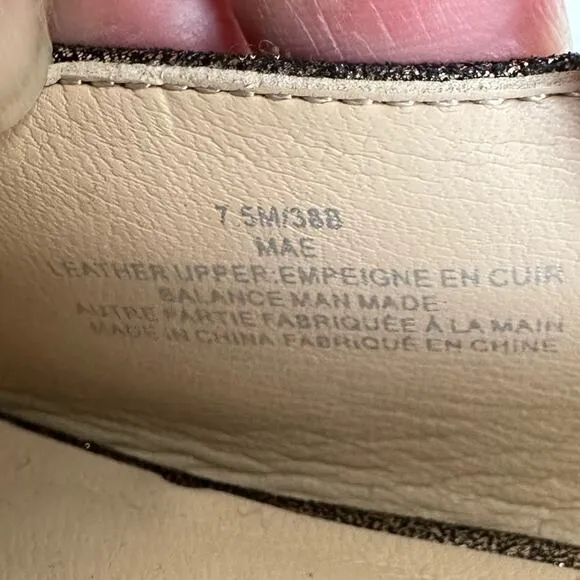 7.5M/38B
MAE
LEATHER UPPER:EMPEIGNE EN CUIR
BALANCE MAN MADE
AUTRE PARTIE FABRIQUÉE À LA MAIN
MADE IN CHINA FABRIQUÉ EN CHINE